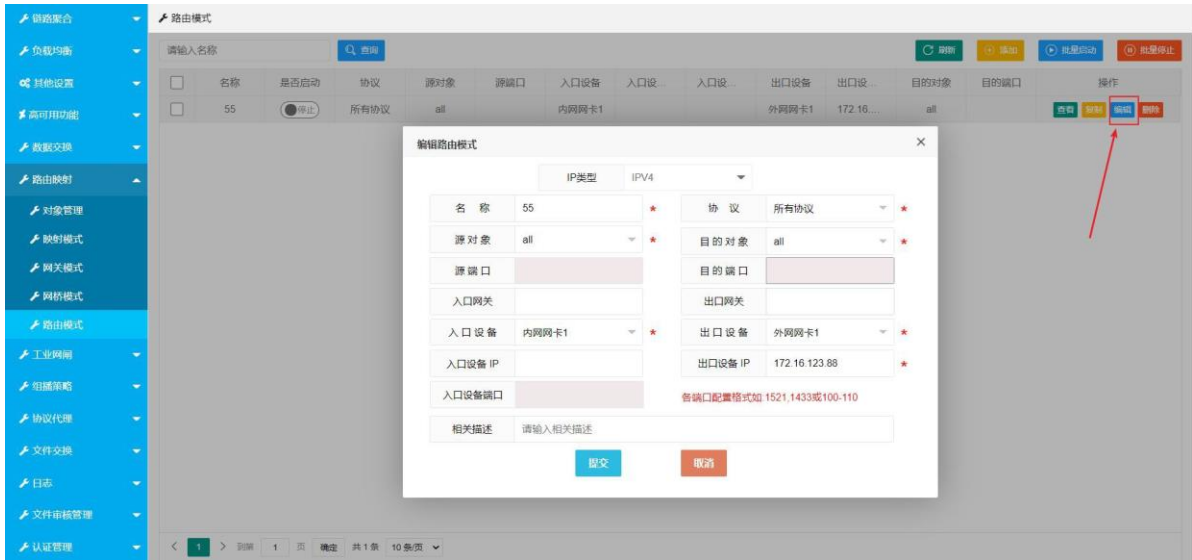 链路聚合
负载均衡
其他设置
高可用功能
数据交换
路由映射
对象管理
映射模式
网关模式
网桥模式
路由模式
工业网闸
组播策略
协议代理
文件交换
日志
文件审核管理
认证管理
路由模式
请输入名称 查询 刷新 添加 批量启动 批量停止
名称 是否启动 协议 源对象 源端口 入口设备 入口设... 入口设... 出口设备 出口设... 目的对象 目的端口 操作
55 停止 所有协议 all 内网网卡1 外网网卡1 172.16.... all 查看 复制 编辑 删除
编辑路由模式 ×
IP类型 IPV4
名 称 55 * 协 议 所有协议 *
源对象 all * 目的对象 all *
源端口 目的端口
入口网关 出口网关
入口设备 内网网卡1 * 出口设备 外网网卡1 *
入口设备 IP 出口设备 IP 172.16.123.88 *
入口设备端口 各端口配置格式如:1521,1433或100-110
相关描述 请输入相关描述
提交 取消
< 1 > 到第 1 页 确定 共 1 条 10 条/页